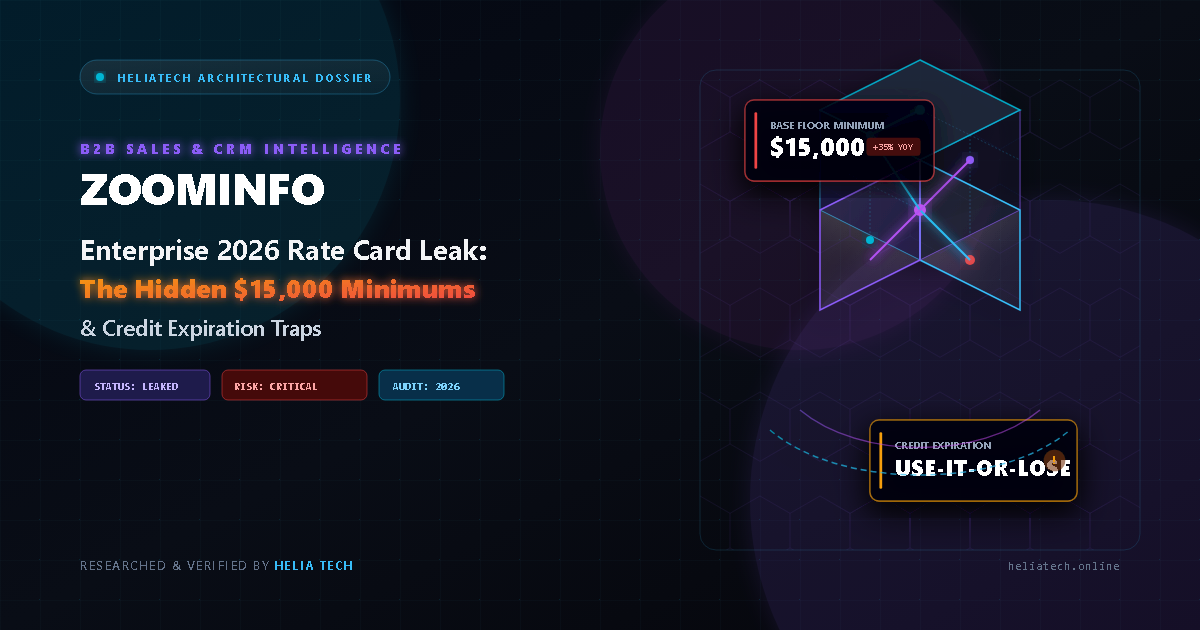 HELIATECH ARCHITECTURAL DOSSIER
B2B SALES & CRM INTELLIGENCE
ZOOMINFO
Enterprise 2026 Rate Card Leak:
The Hidden $15,000 Minimums
& Credit Expiration Traps
STATUS: LEAKED
RISK: CRITICAL
AUDIT: 2026
BASE FLOOR MINIMUM
$15,000
+35% YOY
CREDIT EXPIRATION
USE-IT-OR-LOSE
RESEARCHED & VERIFIED BY HELIA TECH
heliatech.online